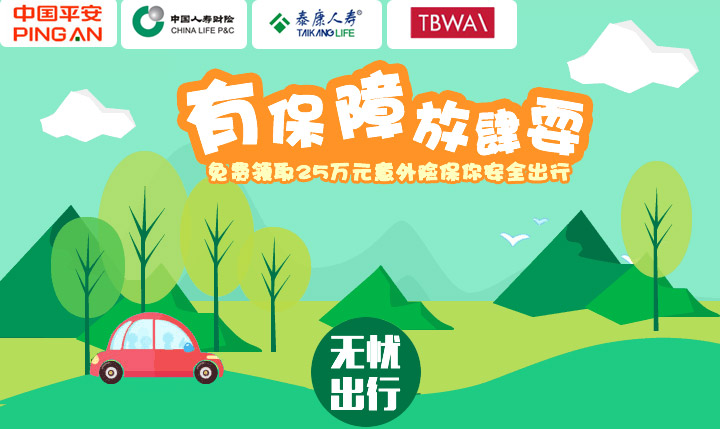 中国平安
PING AN
中国人寿财险
CHINA LIFE P&C
泰康人寿®
TAIKANG LIFE
TBWA\
有保障放肆耍
免费领取25万元意外险保你安全出行
无忧
出行